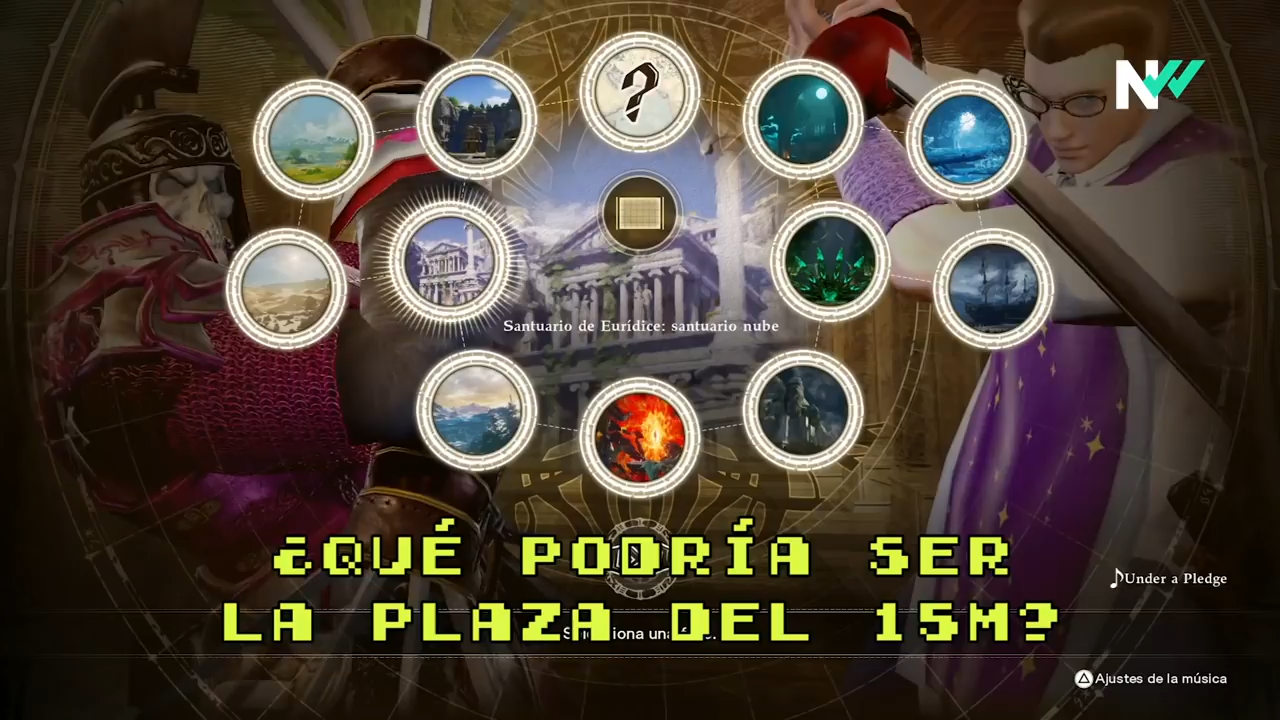 ?
NW
Santuario de Eurídice: santuario nube
¿QUÉ PODRÍA SER
LA PLAZA DEL 15M?
Under a Pledge
Ajustes de la música